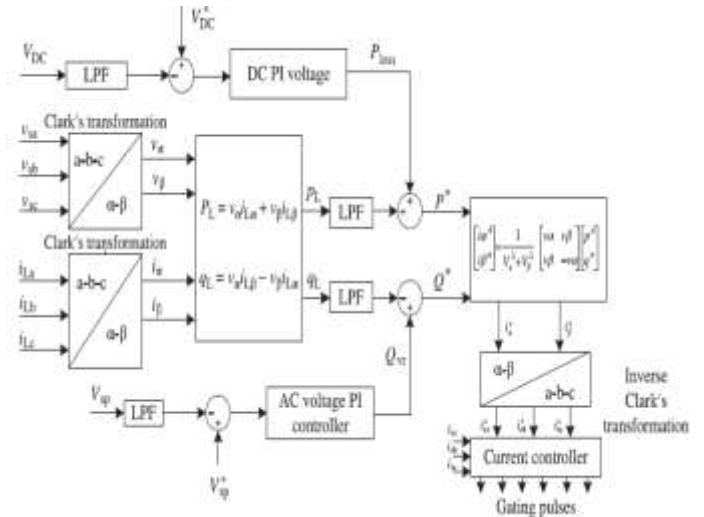 V*DC
VDC
LPF
DC PI voltage
Ploss
Clark's transformation
vsa
vsb
vsc
a-b-c
α-β
vα
vβ
Clark's transformation
iLa
iLb
iLc
a-b-c
α-β
iα
iβ
PL = vαiLα + vβiLβ
qL = vαiLβ − vβiLα
PL
LPF
p*
qL
LPF
Q*
Qvr
Vsp
LPF
AC voltage PI
controller
V*sp
α-β
a-b-c
Inverse
Clark's
transformation
Current controller
Gating pulses